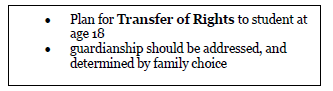 • Plan for Transfer of Rights to student at
age 18
• guardianship should be addressed, and
determined by family choice